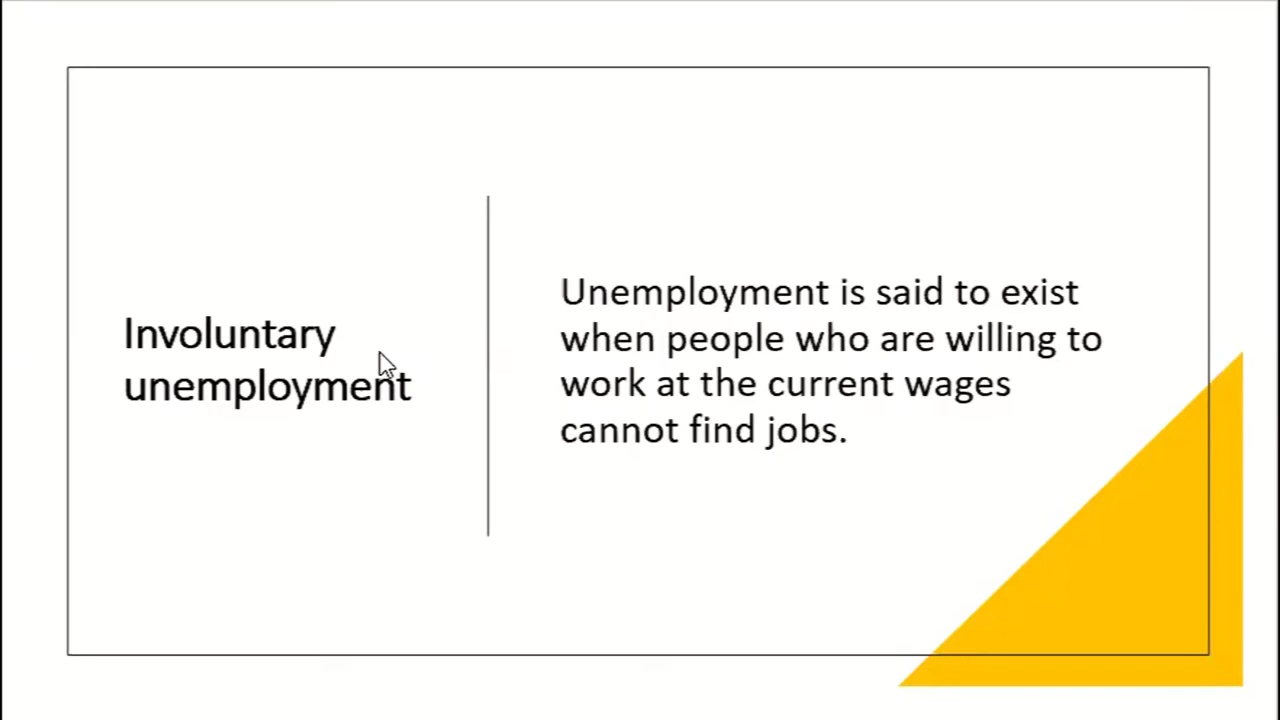 Involuntary
unemployment
Unemployment is said to exist
when people who are willing to
work at the current wages
cannot find jobs.